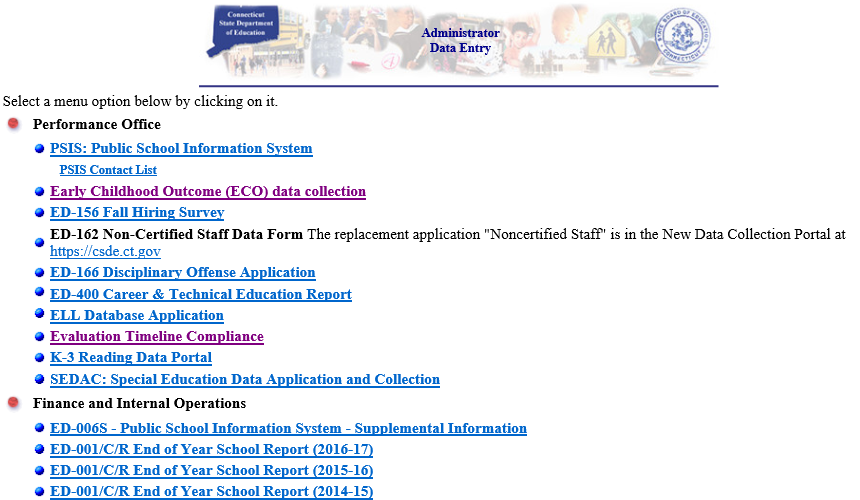 Connecticut
State Department
of Education
Administrator
Data Entry
STATE BOARD OF EDUCATION
CONNECTICUT
Select a menu option below by clicking on it.
Performance Office
PSIS: Public School Information System
PSIS Contact List
Early Childhood Outcome (ECO) data collection
ED-156 Fall Hiring Survey
ED-162 Non-Certified Staff Data Form The replacement application "Noncertified Staff" is in the New Data Collection Portal at
https://csde.ct.gov
ED-166 Disciplinary Offense Application
ED-400 Career & Technical Education Report
ELL Database Application
Evaluation Timeline Compliance
K-3 Reading Data Portal
SEDAC: Special Education Data Application and Collection
Finance and Internal Operations
ED-006S - Public School Information System - Supplemental Information
ED-001/C/R End of Year School Report (2016-17)
ED-001/C/R End of Year School Report (2015-16)
ED-001/C/R End of Year School Report (2014-15)